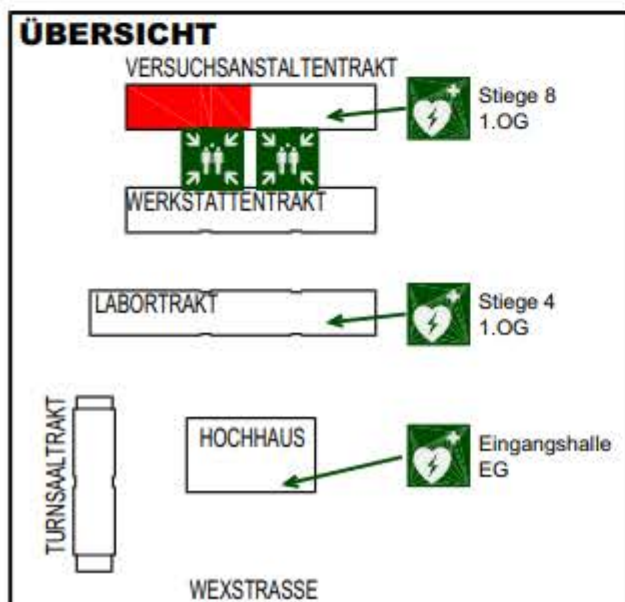 ÜBERSICHT
VERSUCHSANSTALTENTRAKT
Stiege 8
1.OG
WERKSTÄTTENTRAKT
LABORTRAKT
Stiege 4
1.OG
TURNSAALTRAKT
HOCHHAUS
Eingangshalle
EG
WEXSTRASSE